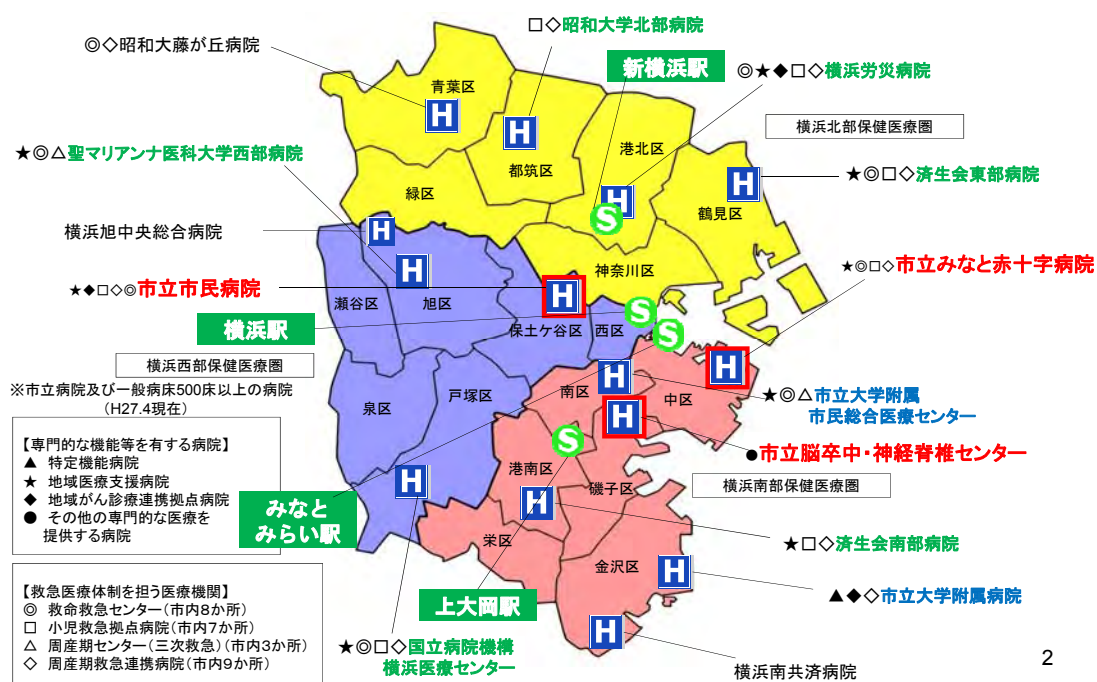 ◎◇昭和大藤が丘病院
□◇昭和大学北部病院
新横浜駅
◎★◆□◇横浜労災病院
青葉区
横浜北部保健医療圏
港北区
★◎△聖マリアンナ医科大学西部病院
都筑区
★◎□◇済生会東部病院
緑区
鶴見区
横浜旭中央総合病院
神奈川区
★◎□◇市立みなと赤十字病院
★◆□◇◎市立市民病院
瀬谷区
旭区
横浜駅
保土ケ谷区
西区
横浜西部保健医療圏
※市立病院及び一般病床500床以上の病院
(H27.4現在)
泉区
戸塚区
南区
中区
★◎△市立大学附属
市民総合医療センター
【専門的な機能等を有する病院】
▲ 特定機能病院
★ 地域医療支援病院
◆ 地域がん診療連携拠点病院
● その他の専門的な医療を
提供する病院
●市立脳卒中・神経脊椎センター
港南区
磯子区
横浜南部保健医療圏
みなと
みらい駅
栄区
★□◇済生会南部病院
金沢区
【救急医療体制を担う医療機関】
◎ 救命救急センター(市内8か所)
□ 小児救急拠点病院(市内7か所)
△ 周産期センター(三次救急)(市内3か所)
◇ 周産期救急連携病院(市内9か所)
上大岡駅
▲◆◇市立大学附属病院
★◎□◇国立病院機構
横浜医療センター
横浜南共済病院
2
H
H
H
H
H
H
H
H
H
H
H
H
H
H
S
S
S
S